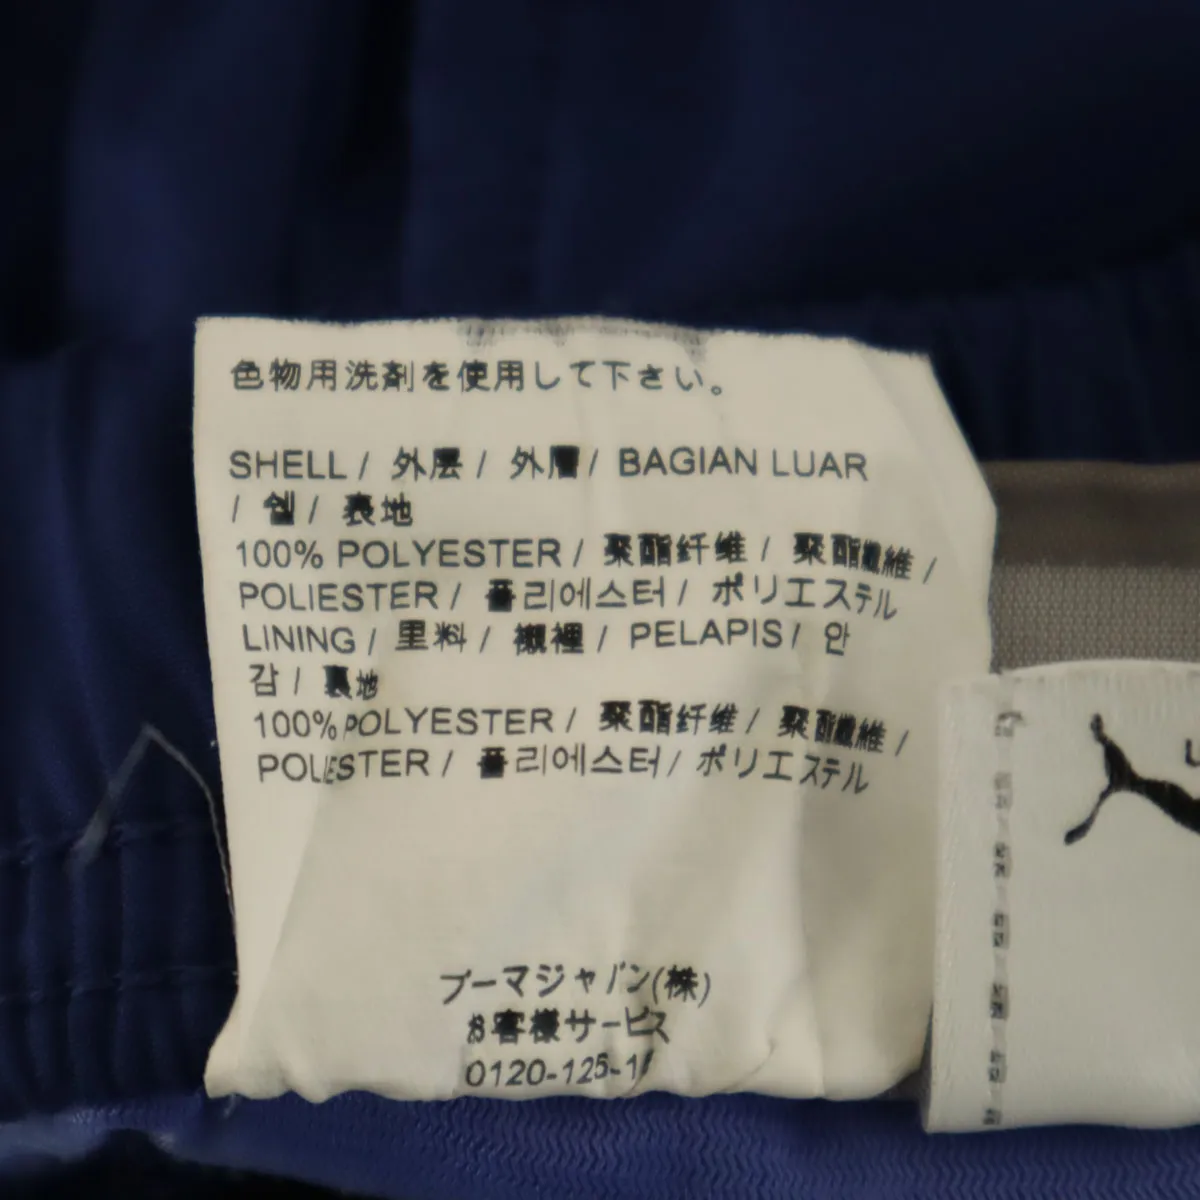 色物用洗剤を使用して下さい。
SHELL / 外层 / 外層 / BAGIAN LUAR
/ 쉘 / 表地
100% POLYESTER / 聚酯纤维 / 聚酯纖維 /
POLIESTER / 폴리에스터 / ポリエステル
LINING / 里料 / 襯裡 / PELAPIS / 안
감 / 裏地
100% POLYESTER / 聚酯纤维 / 聚酯纖維 /
POLIESTER / 폴리에스터 / ポリエステル
プーマジャパン(株)
お客様サービス
0120-125-1